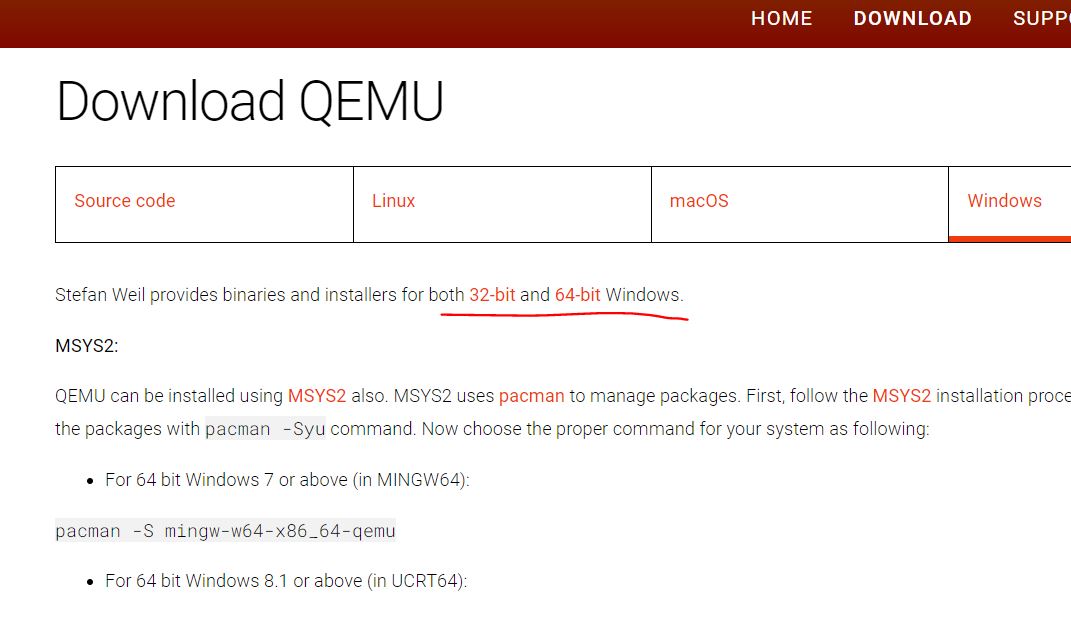 HOME DOWNLOAD SUPPO
Download QEMU
Source code Linux macOS Windows
Stefan Weil provides binaries and installers for both 32-bit and 64-bit Windows.
MSYS2:
QEMU can be installed using MSYS2 also. MSYS2 uses pacman to manage packages. First, follow the MSYS2 installation proce
the packages with pacman -Syu command. Now choose the proper command for your system as following:
• For 64 bit Windows 7 or above (in MINGW64):
pacman -S mingw-w64-x86_64-qemu
• For 64 bit Windows 8.1 or above (in UCRT64):